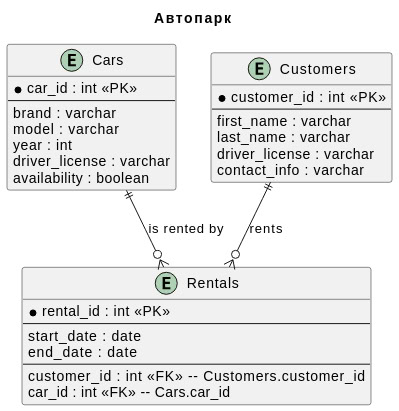 Автопарк
E Cars
car_id : int «PK»
brand : varchar
model : varchar
year : int
driver_license : varchar
availability : boolean
E Customers
customer_id : int «PK»
first_name : varchar
last_name : varchar
driver_license : varchar
contact_info : varchar
is rented by
rents
E Rentals
rental_id : int «PK»
start_date : date
end_date : date
customer_id : int «FK» -- Customers.customer_id
car_id : int «FK» -- Cars.car_id